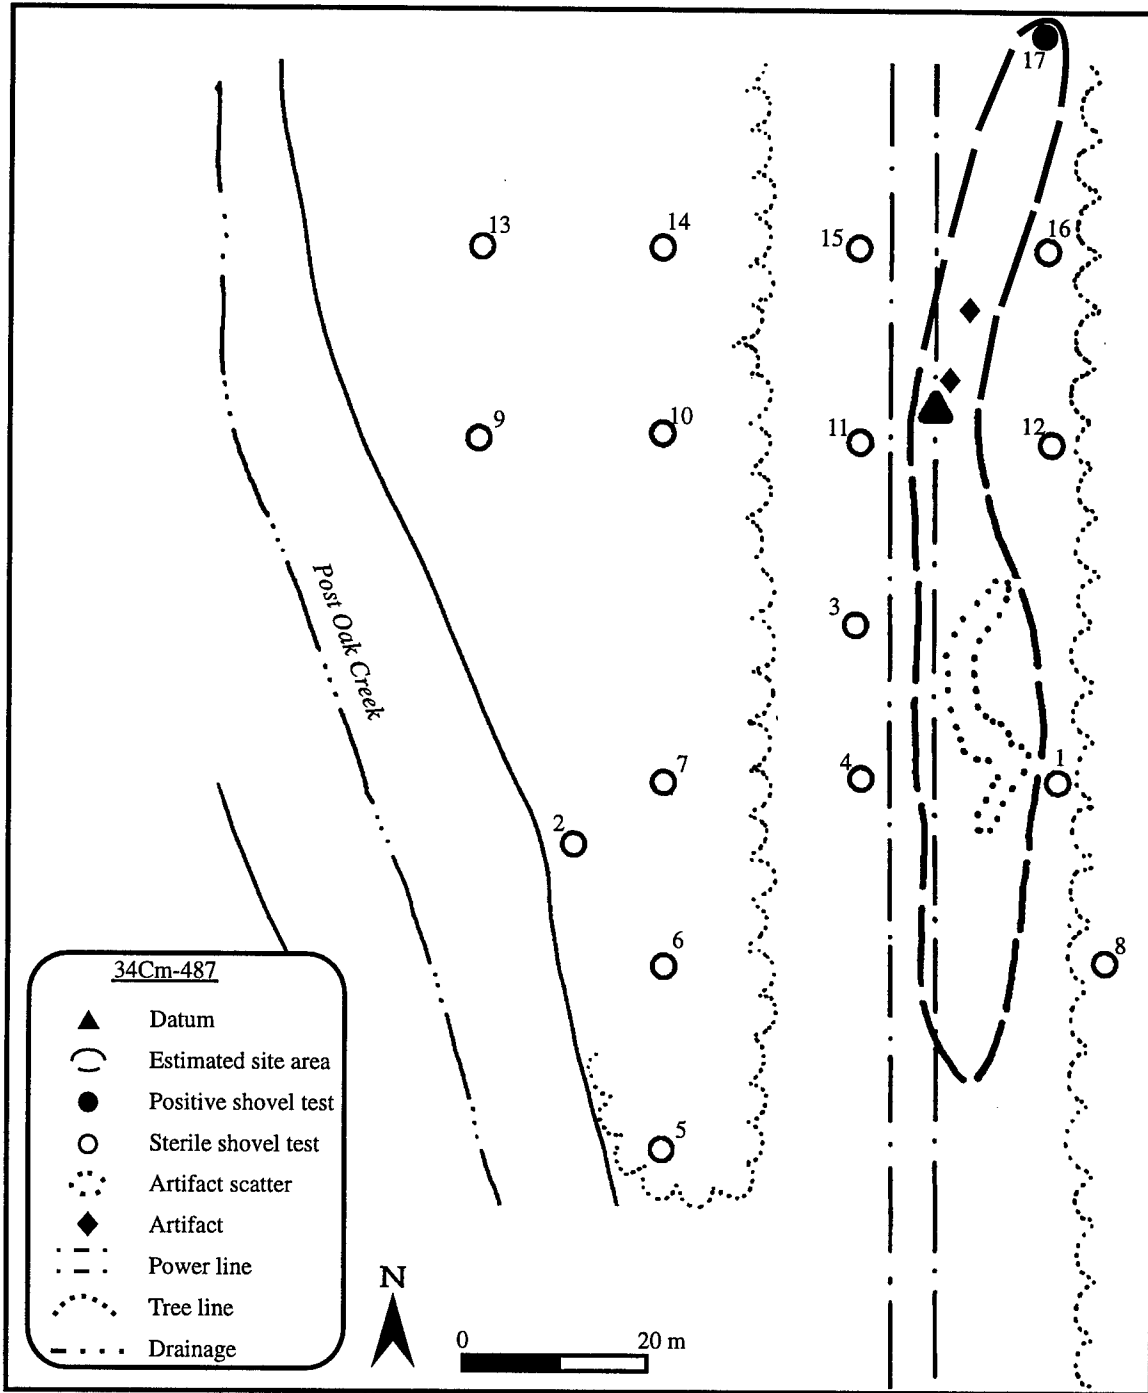 17
13
14
15
16
9
10
11
12
Post Oak Creek
3
7
4
1
2
6
8
5
34Cm-487
Datum
Estimated site area
Positive shovel test
Sterile shovel test
Artifact scatter
Artifact
Power line
Tree line
Drainage
N
0 20 m